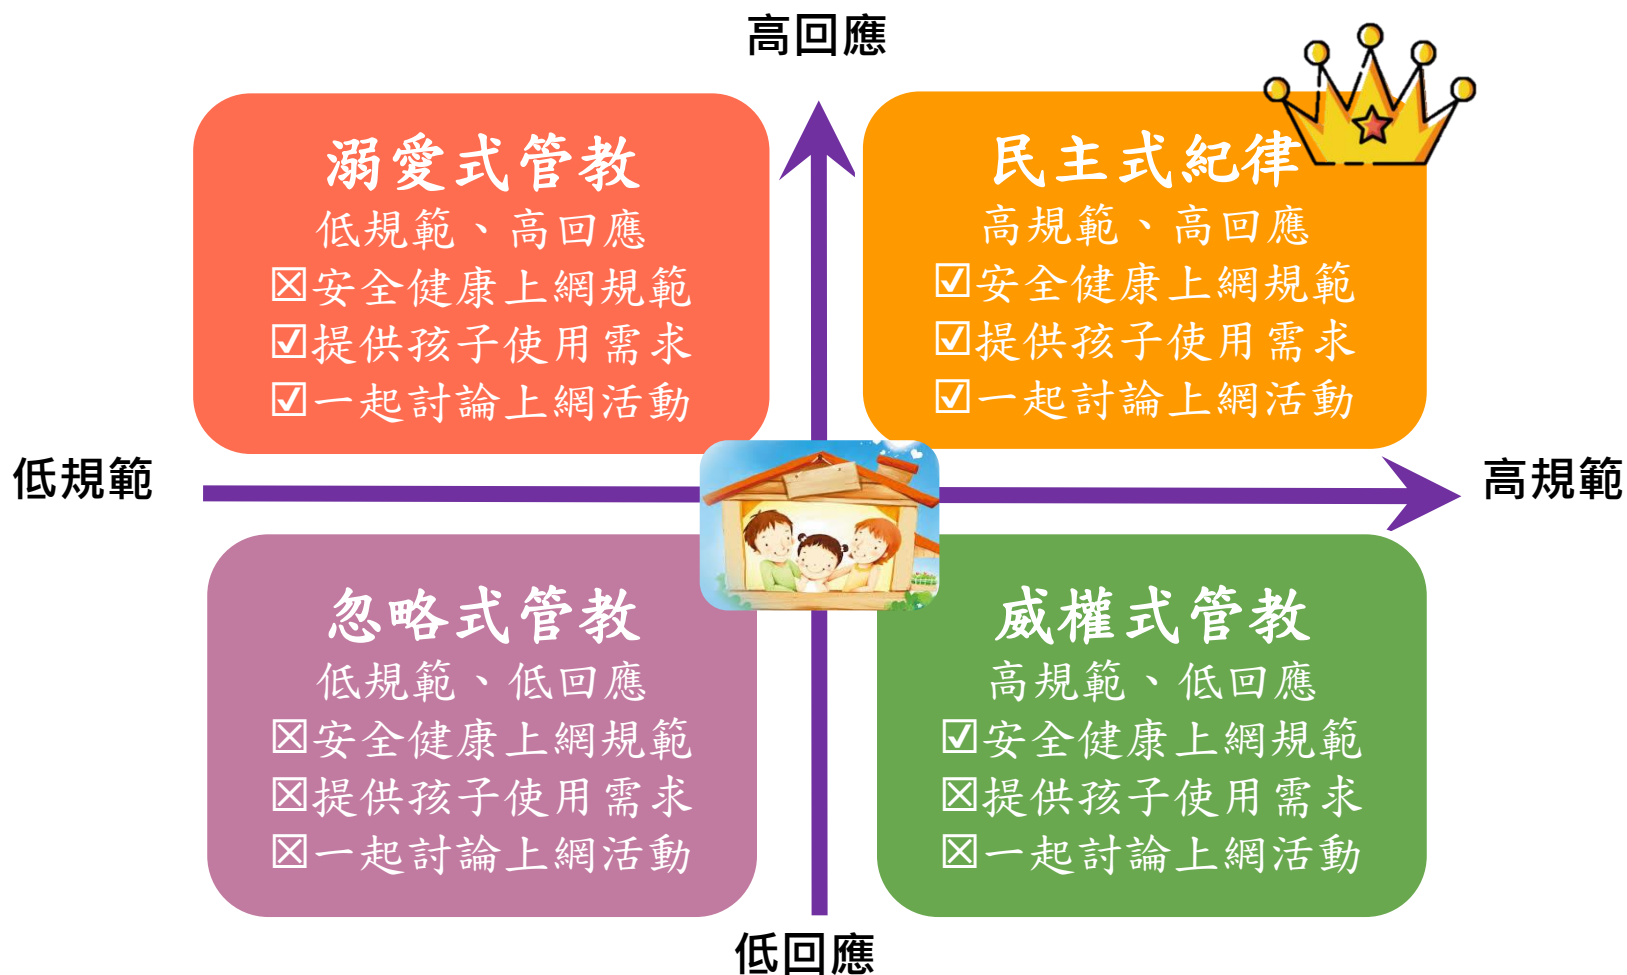 高回應
溺愛式管教
低規範、高回應
☒安全健康上網規範
☑提供孩子使用需求
☑一起討論上網活動
民主式紀律
高規範、高回應
☑安全健康上網規範
☑提供孩子使用需求
☑一起討論上網活動
低規範
高規範
忽略式管教
低規範、低回應
☒安全健康上網規範
☒提供孩子使用需求
☒一起討論上網活動
威權式管教
高規範、低回應
☑安全健康上網規範
☒提供孩子使用需求
☒一起討論上網活動
低回應